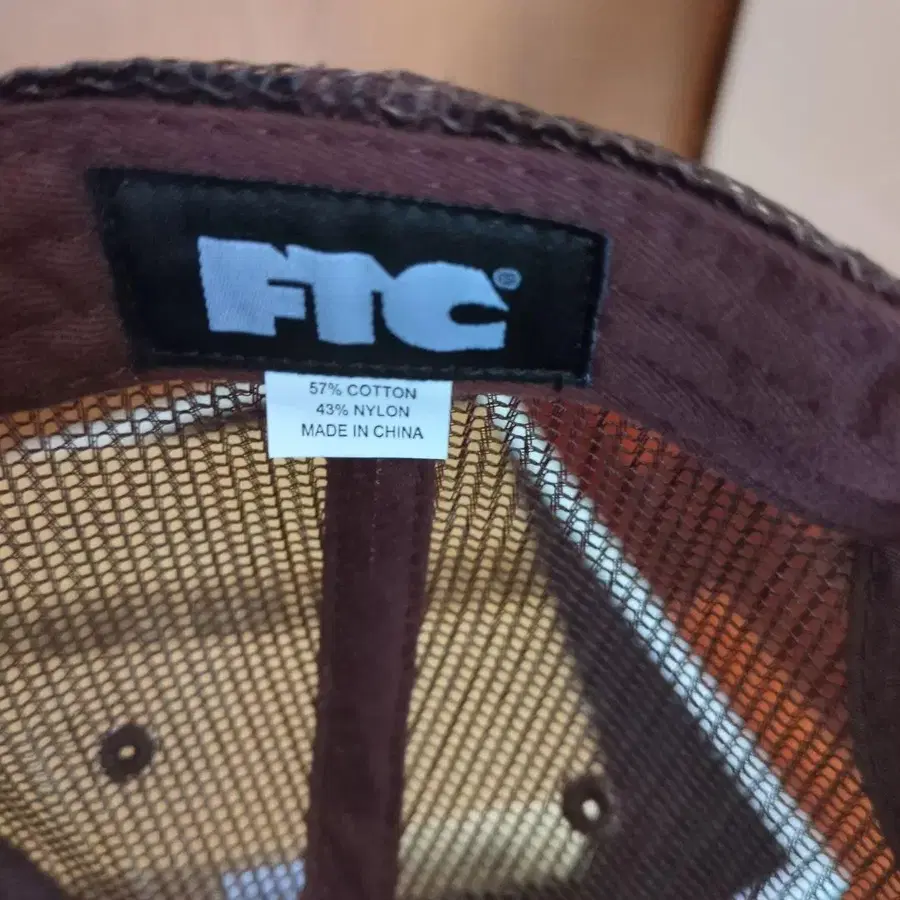 FTC®
57% COTTON
43% NYLON
MADE IN CHINA